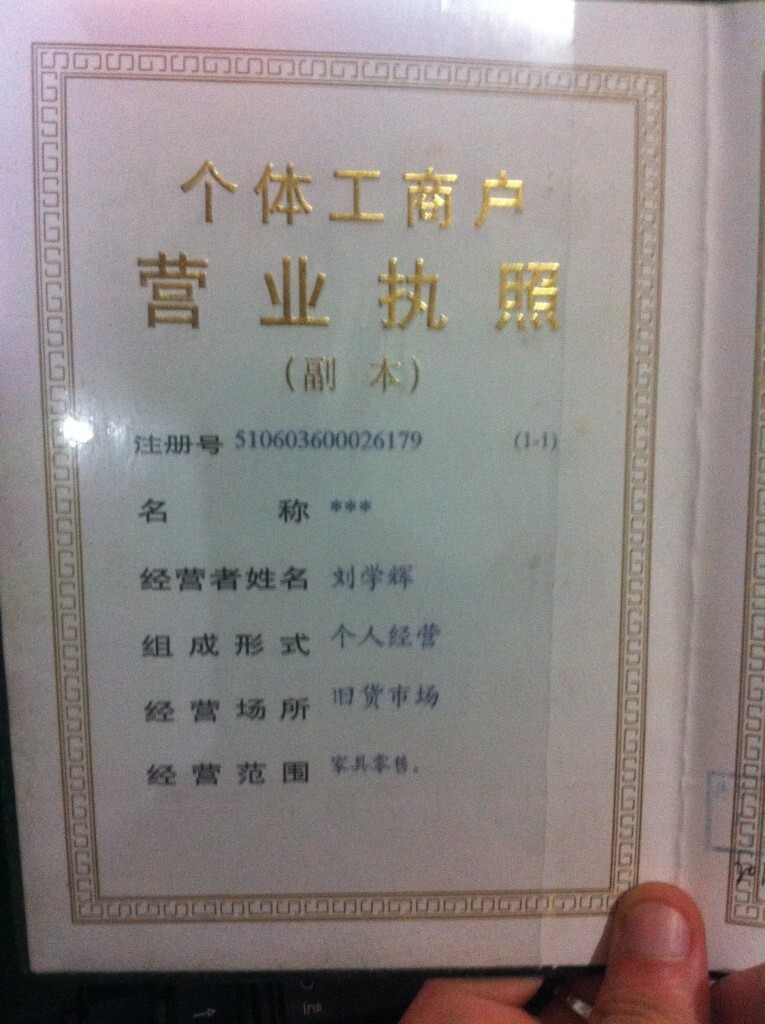 个体工商户
营业执照
(副 本)
注册号 510603600026179 (1-1)
名 称 ***
经营者姓名 刘学辉
组成形式 个人经营
经营场所 旧货市场
经营范围 家具零售。
Ins